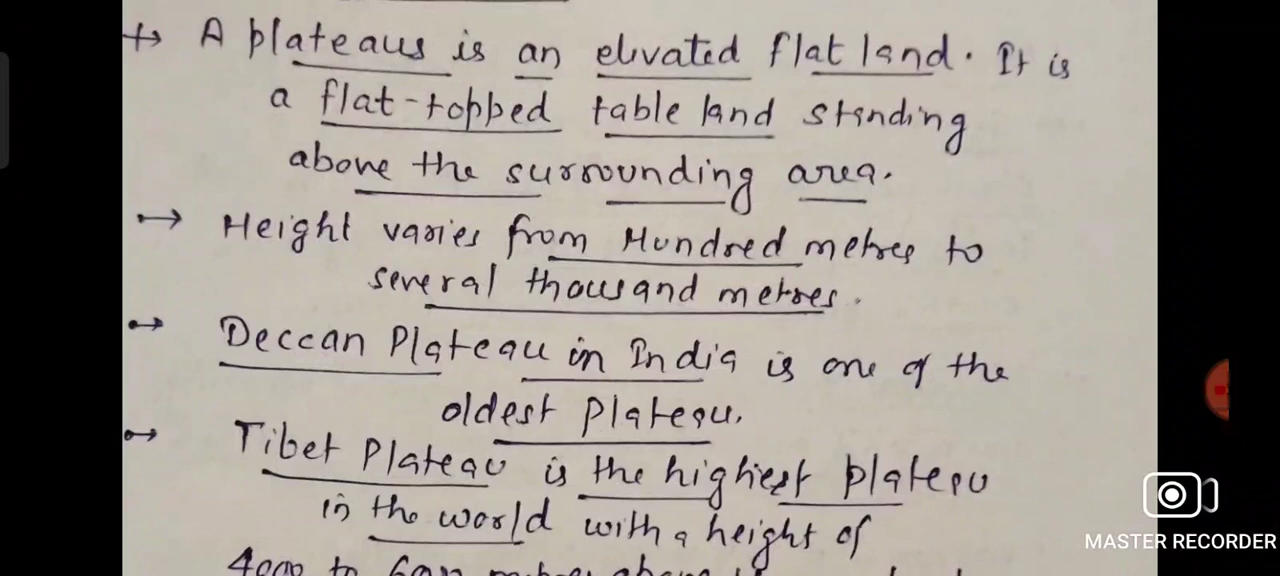 A plateaus is an elivated flat land. It is
a flat-topped table land standing
above the surrounding area.
Height varies from Hundred metres to
several thousand metres.
Deccan Plateau in India is one of the
oldest Plateau.
Tibet Plateau is the highest plateau
in the world with a height of
MASTER RECORDER